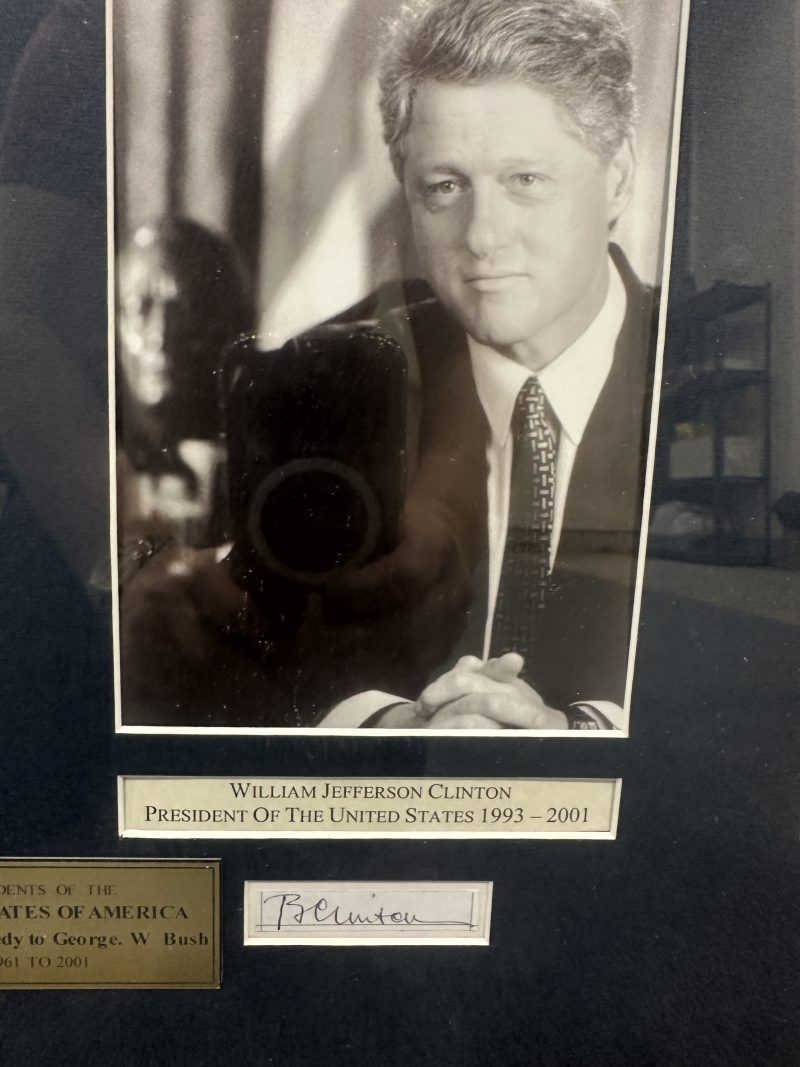 WILLIAM JEFFERSON CLINTON
PRESIDENT OF THE UNITED STATES 1993 – 2001
DENTS OF THE
ATES OF AMERICA
edy to George. W Bush
961 TO 2001
B Clinton